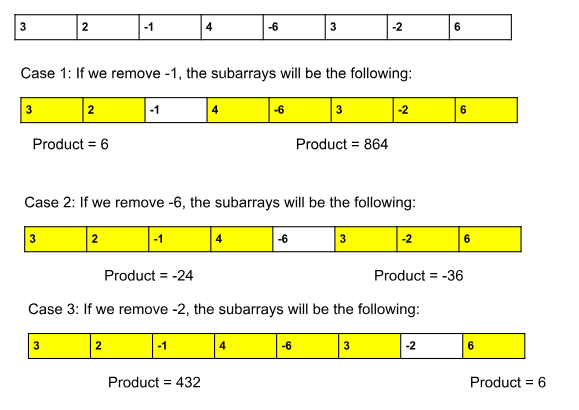 3 2 -1 4 -6 3 -2 6
Case 1: If we remove -1, the subarrays will be the following:
3 2 -1 4 -6 3 -2 6
Product = 6 Product = 864
Case 2: If we remove -6, the subarrays will be the following:
3 2 -1 4 -6 3 -2 6
Product = -24 Product = -36
Case 3: If we remove -2, the subarrays will be the following:
3 2 -1 4 -6 3 -2 6
Product = 432 Product = 6